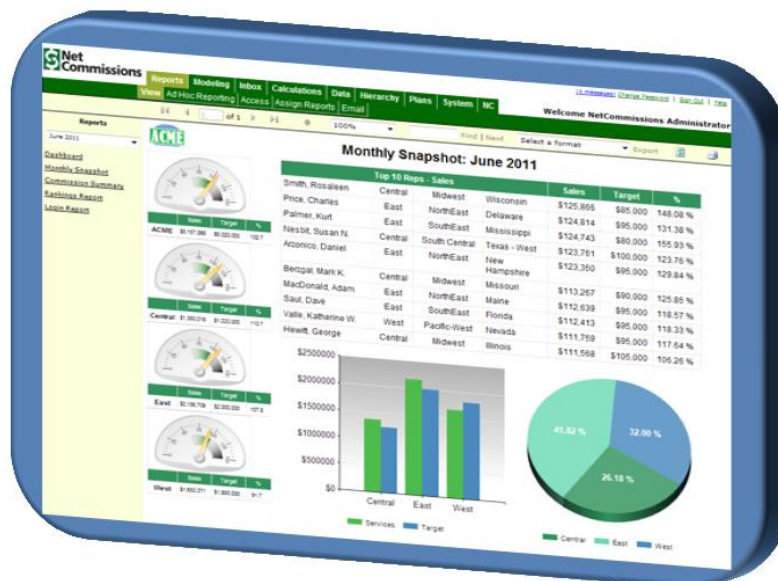 Net
Commissions
Reports Modeling Inbox Calculations Data Hierarchy Plans System NC
View Ad Hoc Reporting Access Assign Reports Email
Change Password | Sign Out | Help
Welcome NetCommissions Administrator
of 1 100% Find | Next Select a format Export
Reports
June 2011
Dashboard
Monthly Snapshot
Commission Summary
Rankings Report
Login Report
ACME
Monthly Snapshot: June 2011
Top 10 Reps - Sales Sales Target %
Smith, Rosaleen Central Midwest Wisconsin $125,866 $85,000 148.08 %
Price, Charles East NorthEast Delaware $124,814 $95,000 131.38 %
Palmer, Kurt East SouthEast Mississippi $124,743 $80,000 155.93 %
Nesbit, Susan N. Central South Central Texas - West $123,761 $100,000 123.76 %
Arzonico, Daniel East NorthEast New Hampshire $123,350 $95,000 129.84 %
Berzgal, Mark K. Central Midwest Missouri $113,267 $90,000 125.85 %
MacDonald, Adam East NorthEast Maine $112,639 $95,000 118.57 %
Saul, Dave East SouthEast Florida $112,413 $95,000 118.33 %
Valle, Katherine W. West Pacific-West Nevada $111,759 $95,000 117.64 %
Hewitt, George Central Midwest Illinois $111,568 $105,000 106.26 %
Sales Target %
ACME
Sales Target %
Central
Sales Target %
East
Sales Target %
West
$2500000
$2000000
$1500000
$1000000
$500000
$0
Central East West
Services Target
41.82 %
32.00 %
26.18 %
Central East West